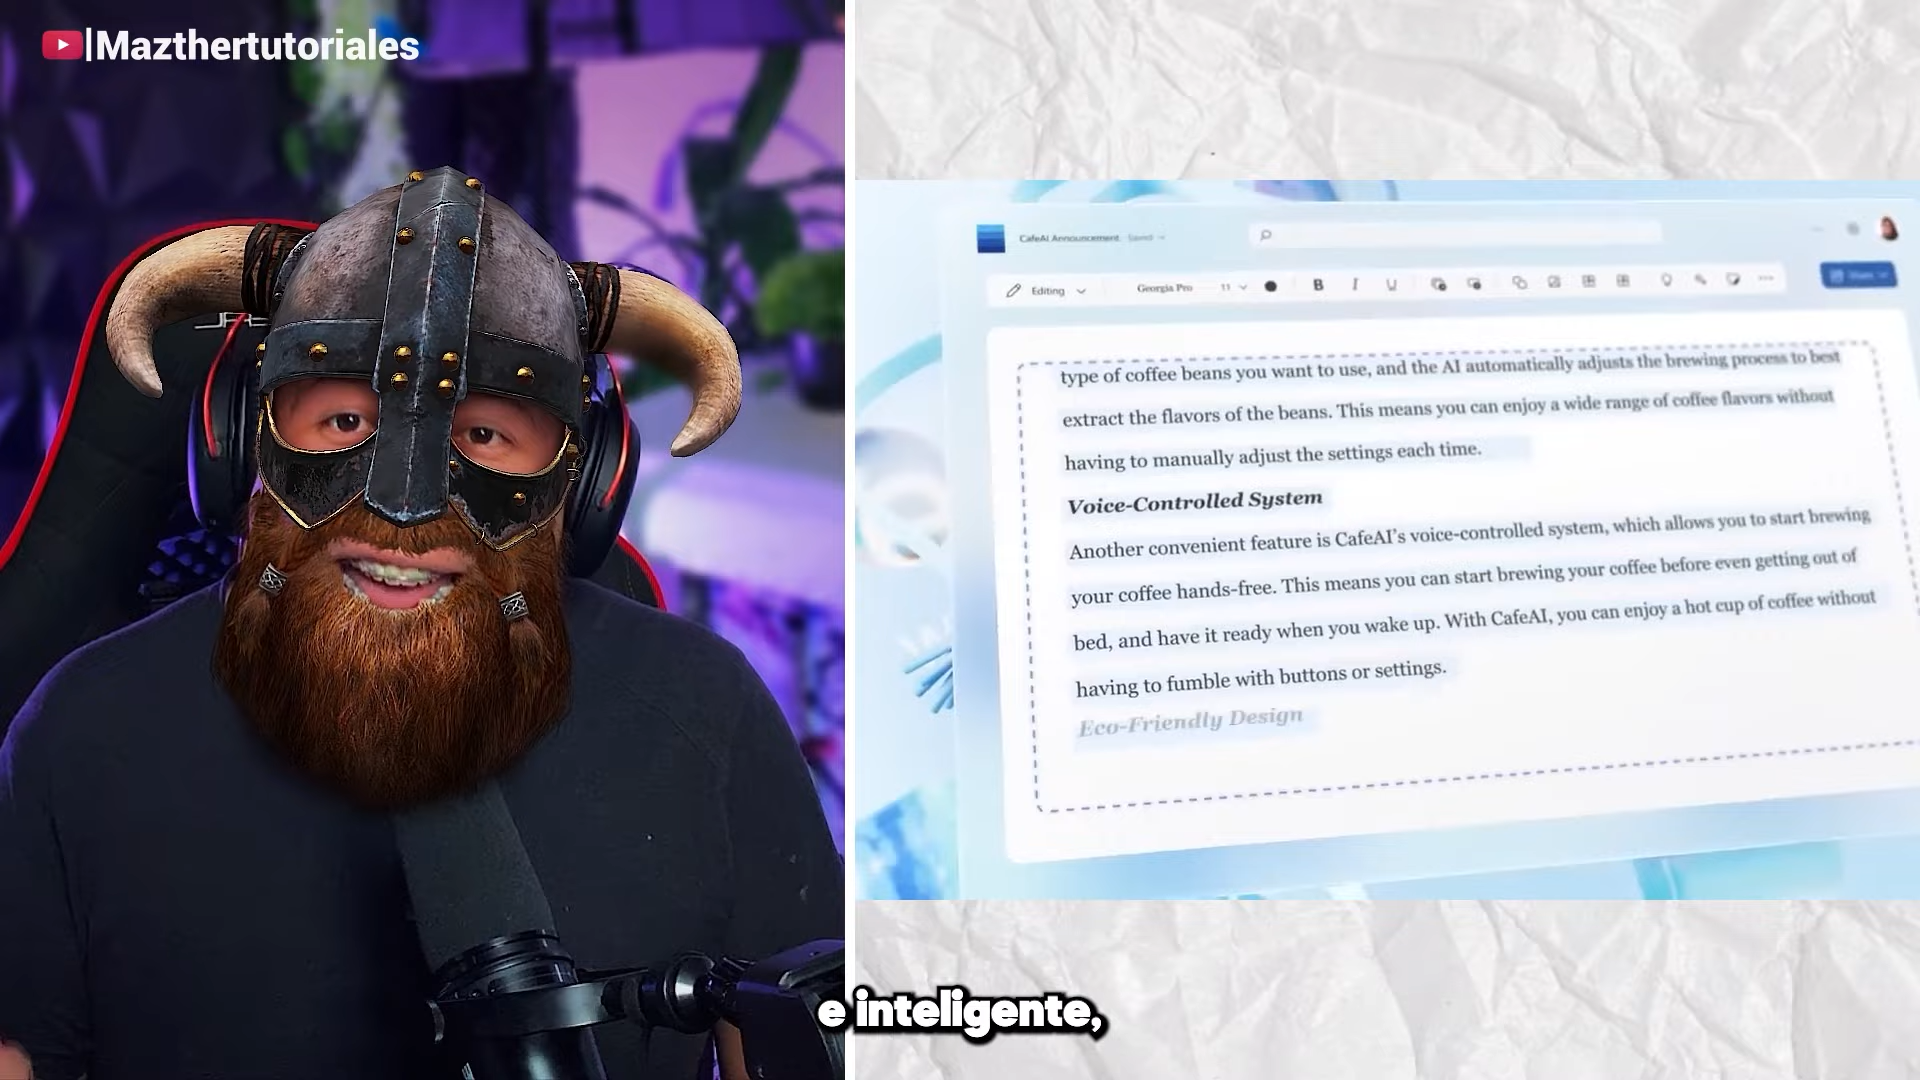 |Mazthertutoriales
CafeAI Announcement Saved
Editing
Georgia Pro
11
B
I
U
Share
type of coffee beans you want to use, and the AI automatically adjusts the brewing process to best
extract the flavors of the beans. This means you can enjoy a wide range of coffee flavors without
having to manually adjust the settings each time.
Voice-Controlled System
Another convenient feature is CafeAI’s voice-controlled system, which allows you to start brewing
your coffee hands-free. This means you can start brewing your coffee before even getting out of
bed, and have it ready when you wake up. With CafeAI, you can enjoy a hot cup of coffee without
having to fumble with buttons or settings.
Eco-Friendly Design
e inteligente,